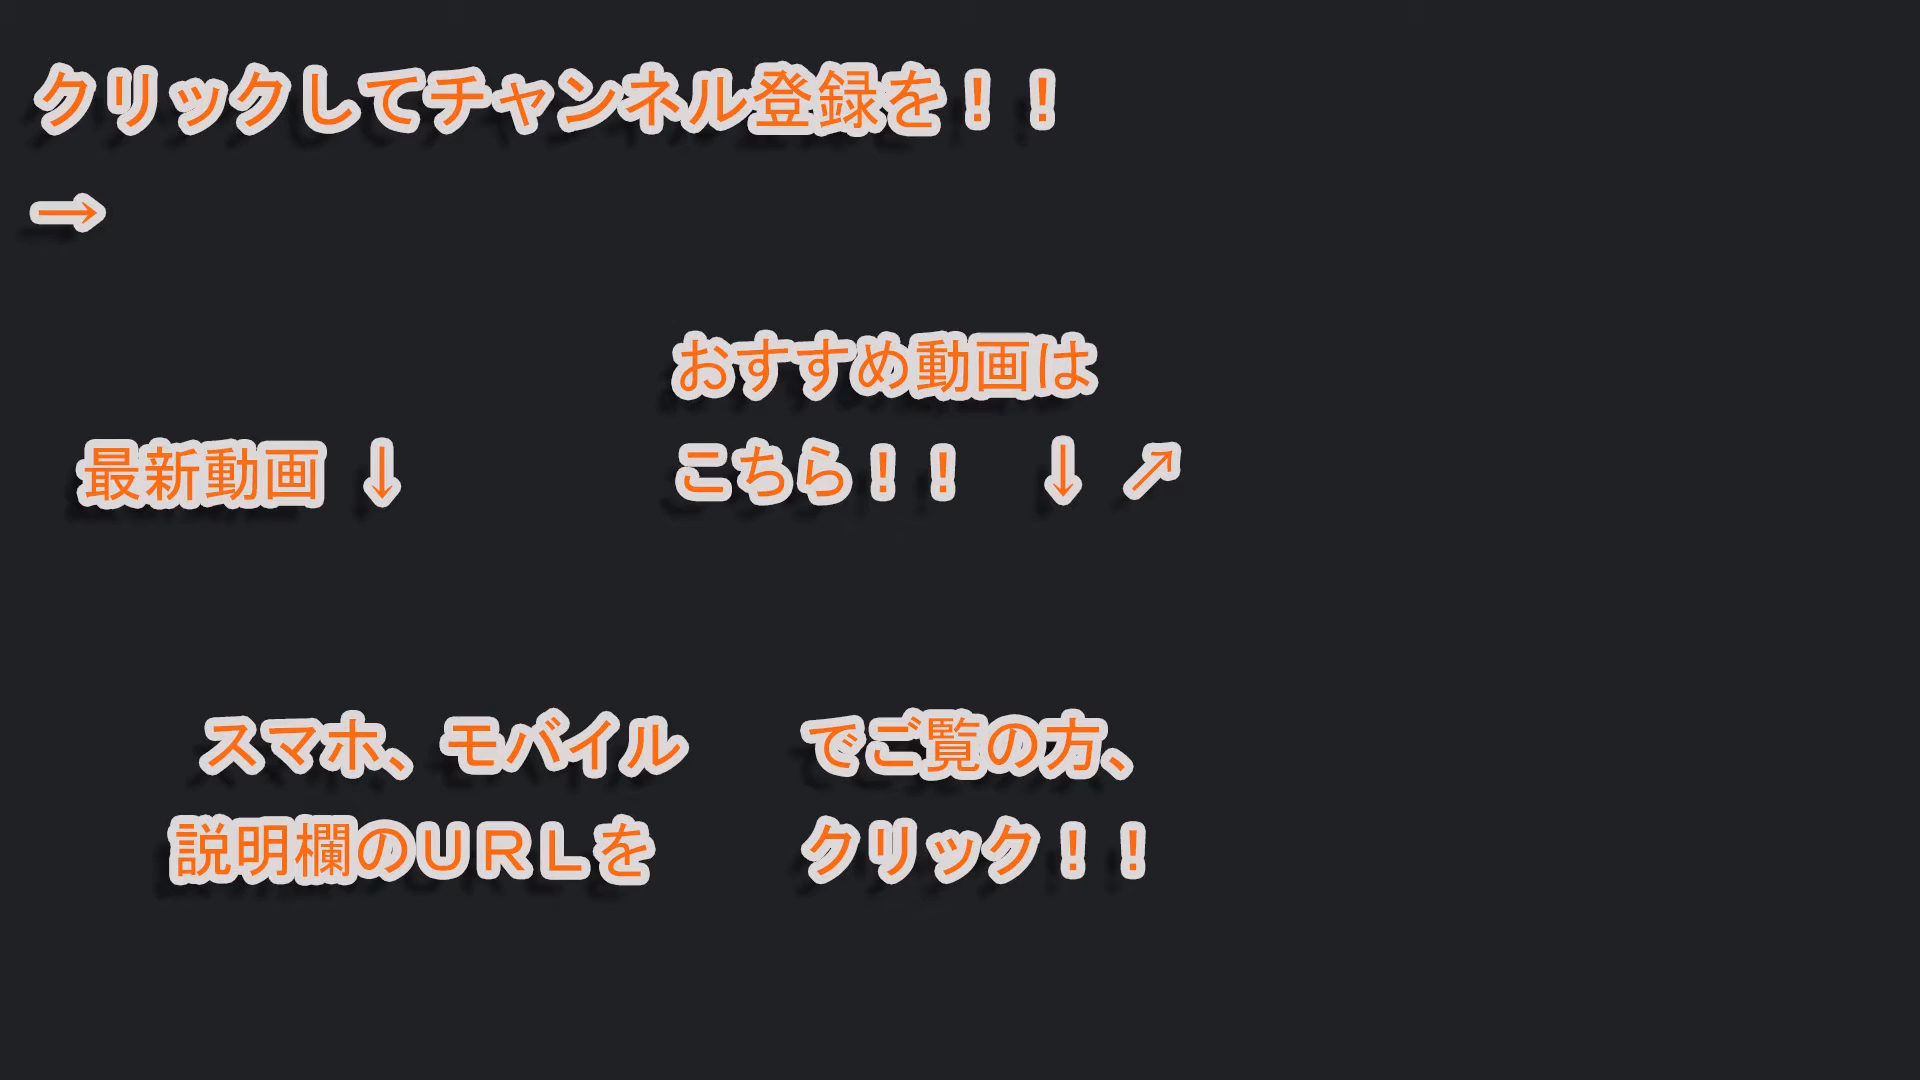 クリックしてチャンネル登録を！！
→
おすすめ動画は
最新動画 ↓
こちら！！ ↓ ↗
スマホ、モバイル
でご覧の方、
説明欄のＵＲＬを
クリック！！